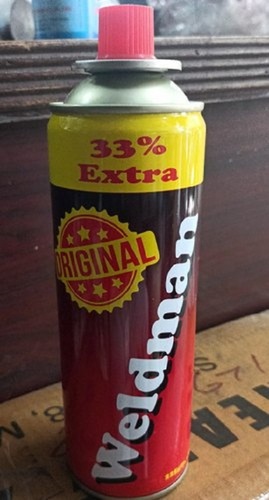 33%
Extra
ORIGINAL
Weldman